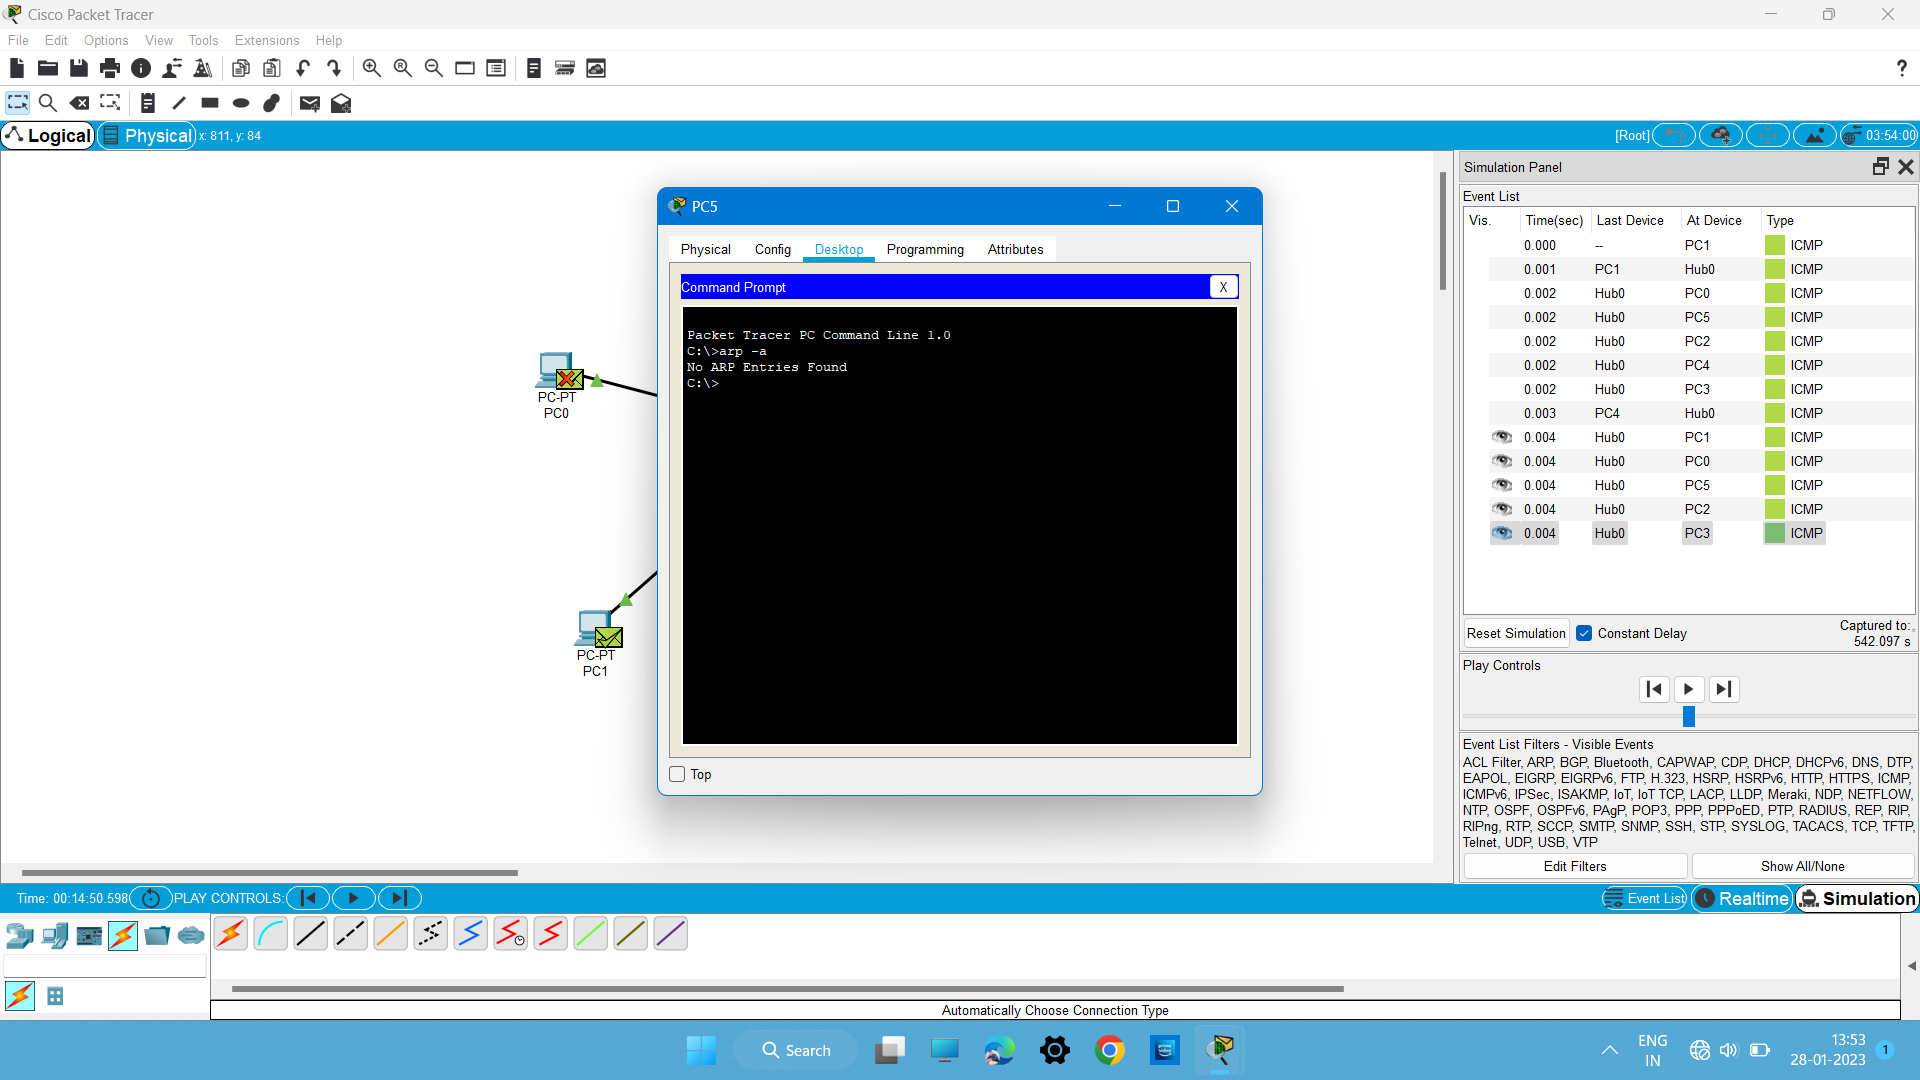 Cisco Packet Tracer
File Edit Options View Tools Extensions Help
?
Logical Physical x: 811, y: 84 [Root] 03:54:00
Simulation Panel
Event List
Vis. Time(sec) Last Device At Device Type
0.000 -- PC1 ICMP
0.001 PC1 Hub0 ICMP
0.002 Hub0 PC0 ICMP
0.002 Hub0 PC5 ICMP
0.002 Hub0 PC2 ICMP
0.002 Hub0 PC4 ICMP
0.002 Hub0 PC3 ICMP
0.003 PC4 Hub0 ICMP
0.004 Hub0 PC1 ICMP
0.004 Hub0 PC0 ICMP
0.004 Hub0 PC5 ICMP
0.004 Hub0 PC2 ICMP
0.004 Hub0 PC3 ICMP
Reset Simulation Constant Delay Captured to:
542.097 s
Play Controls
Event List Filters - Visible Events
ACL Filter, ARP, BGP, Bluetooth, CAPWAP, CDP, DHCP, DHCPv6, DNS, DTP,
EAPOL, EIGRP, EIGRPv6, FTP, H.323, HSRP, HSRPv6, HTTP, HTTPS, ICMP,
ICMPv6, IPSec, ISAKMP, IoT, IoT TCP, LACP, LLDP, Meraki, NDP, NETFLOW,
NTP, OSPF, OSPFv6, PAgP, POP3, PPP, PPPoED, PTP, RADIUS, REP, RIP,
RIPng, RTP, SCCP, SMTP, SNMP, SSH, STP, SYSLOG, TACACS, TCP, TFTP,
Telnet, UDP, USB, VTP
Edit Filters Show All/None
PC5
Physical Config Desktop Programming Attributes
Command Prompt X
Packet Tracer PC Command Line 1.0
C:\>arp -a
No ARP Entries Found
C:\>
Top
PC-PT
PC0
PC-PT
PC1
Time: 00:14:50.598 PLAY CONTROLS: Event List Realtime Simulation
Automatically Choose Connection Type
Search
ENG
IN
13:53
28-01-2023
1